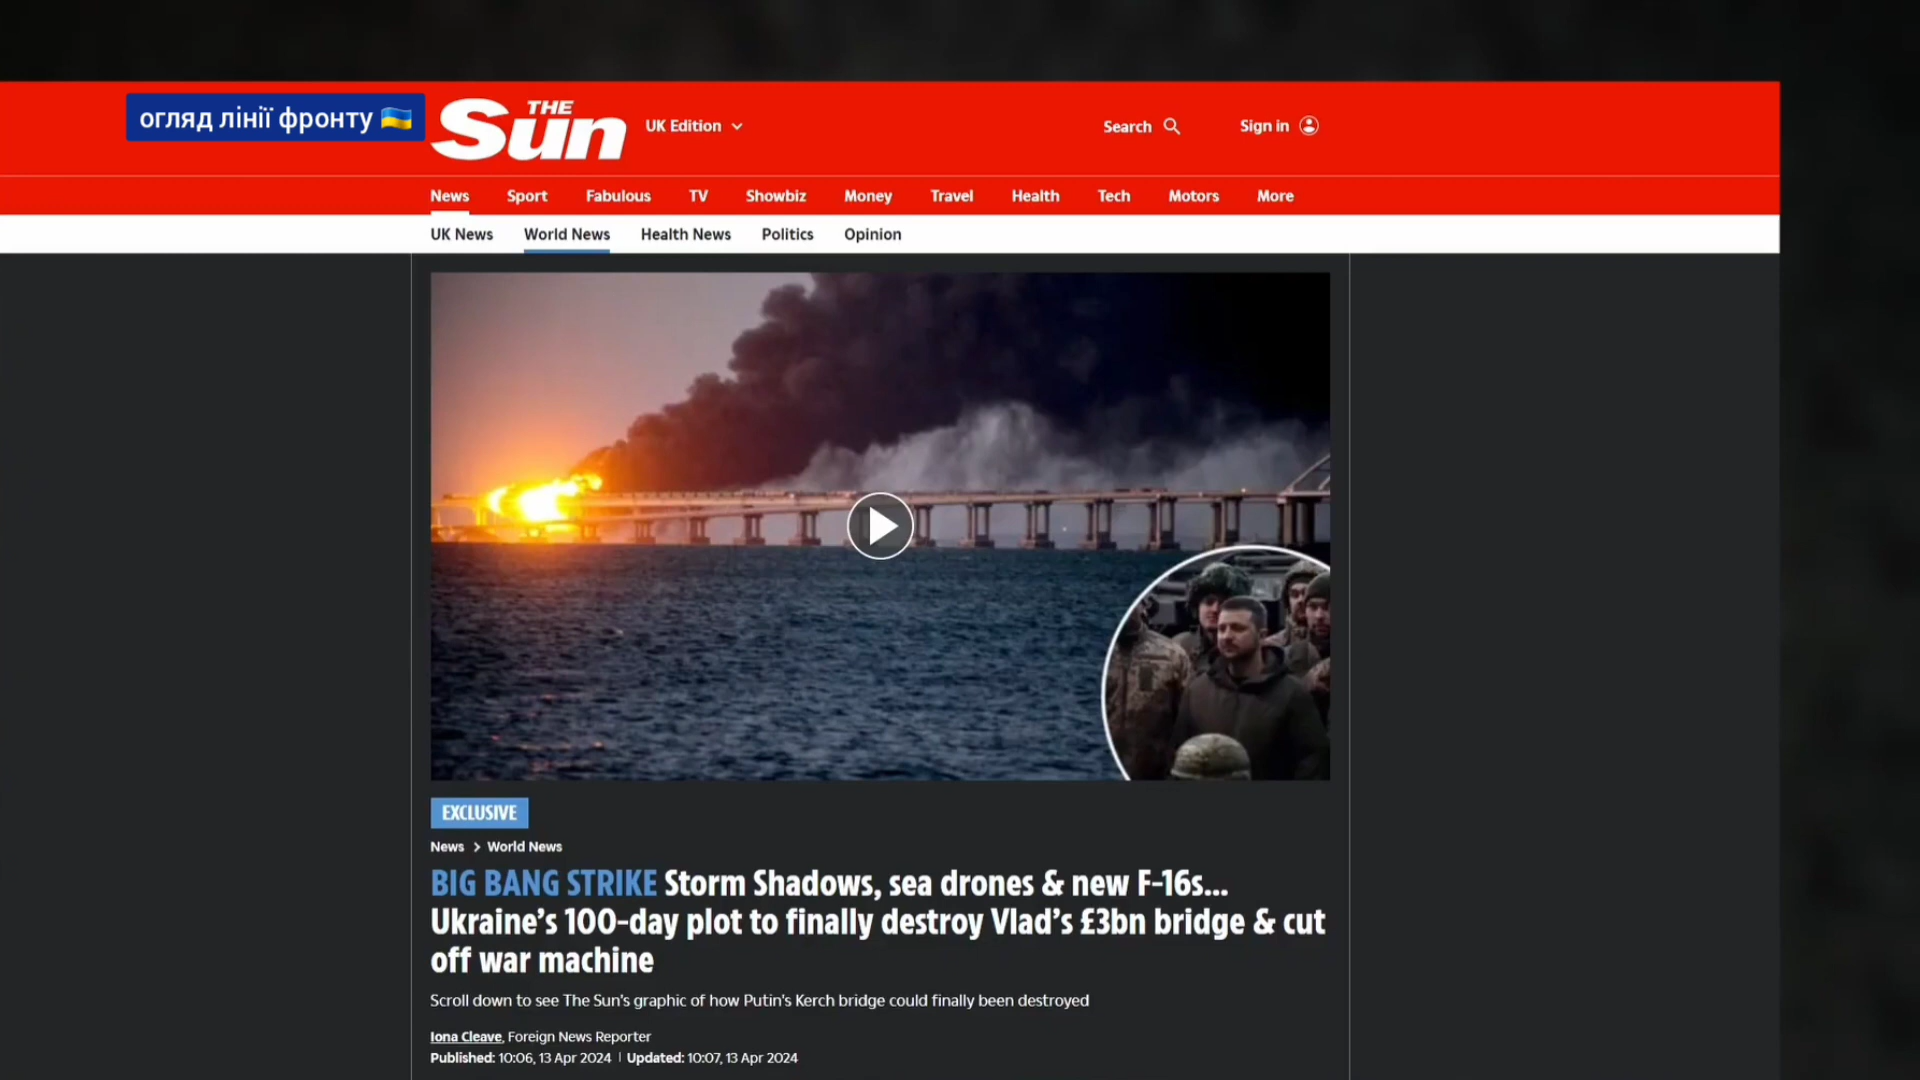 огляд лінії фронту
THE
Sun
UK Edition
Search
Sign in
News Sport Fabulous TV Showbiz Money Travel Health Tech Motors More
UK News World News Health News Politics Opinion
EXCLUSIVE
News > World News
BIG BANG STRIKE Storm Shadows, sea drones & new F-16s...
Ukraine’s 100-day plot to finally destroy Vlad’s £3bn bridge & cut
off war machine
Scroll down to see The Sun's graphic of how Putin's Kerch bridge could finally been destroyed
Iona Cleave, Foreign News Reporter
Published: 10:06, 13 Apr 2024 | Updated: 10:07, 13 Apr 2024